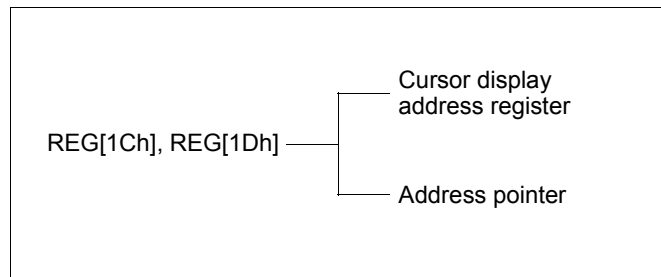 Cursor display
address register
REG[1Ch], REG[1Dh]
Address pointer